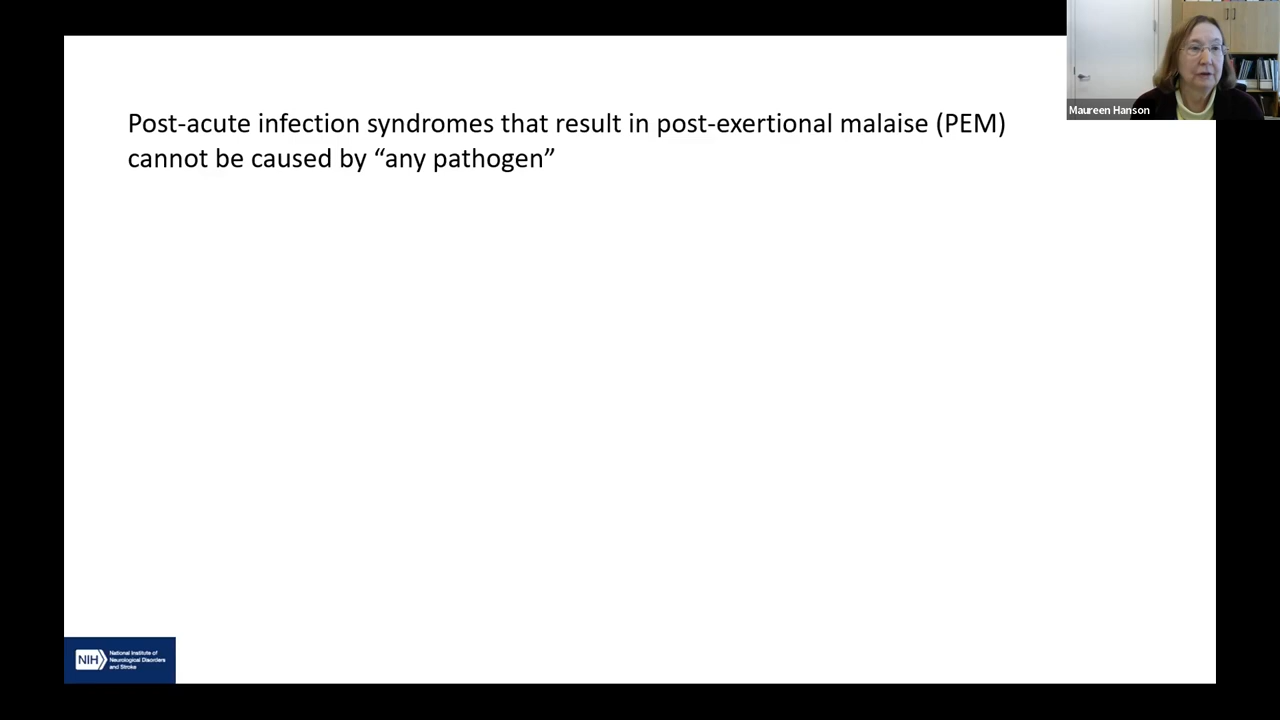 Maureen Hanson
Post-acute infection syndromes that result in post-exertional malaise (PEM)
cannot be caused by “any pathogen”
NIH
National Institute of
Neurological Disorders
and Stroke